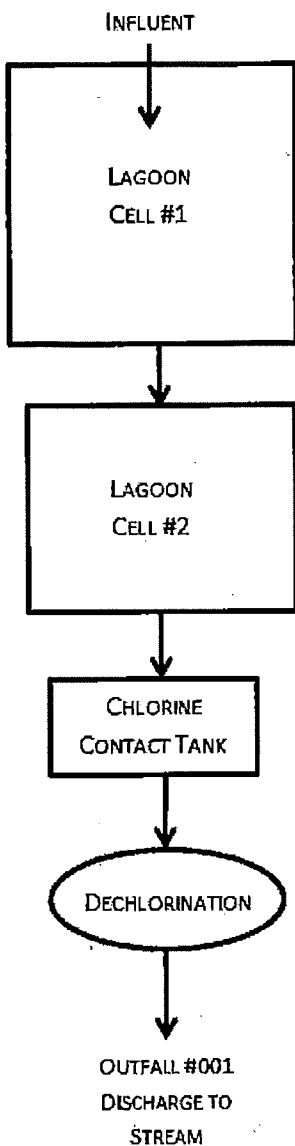 INFLUENT
LAGOON
CELL #1
LAGOON
CELL #2
CHLORINE
CONTACT TANK
DECHLORINATION
OUTFALL #001
DISCHARGE TO
STREAM